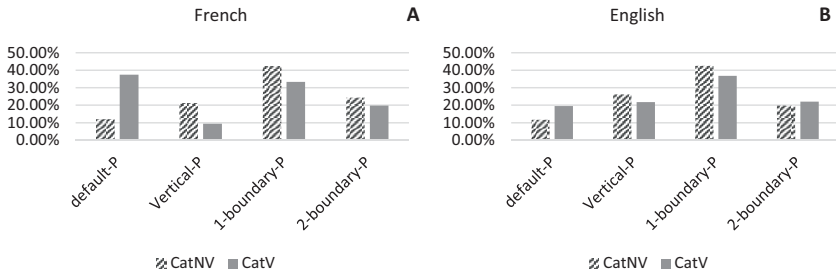 French
A
50.00%
40.00%
30.00%
20.00%
10.00%
0.00%
default-P
Vertical-P
1-boundary-P
2-boundary-P
CatNV CatV
English
B
50.00%
40.00%
30.00%
20.00%
10.00%
0.00%
default-P
Vertical-P
1-boundary-P
2-boundary-P
CatNV CatV